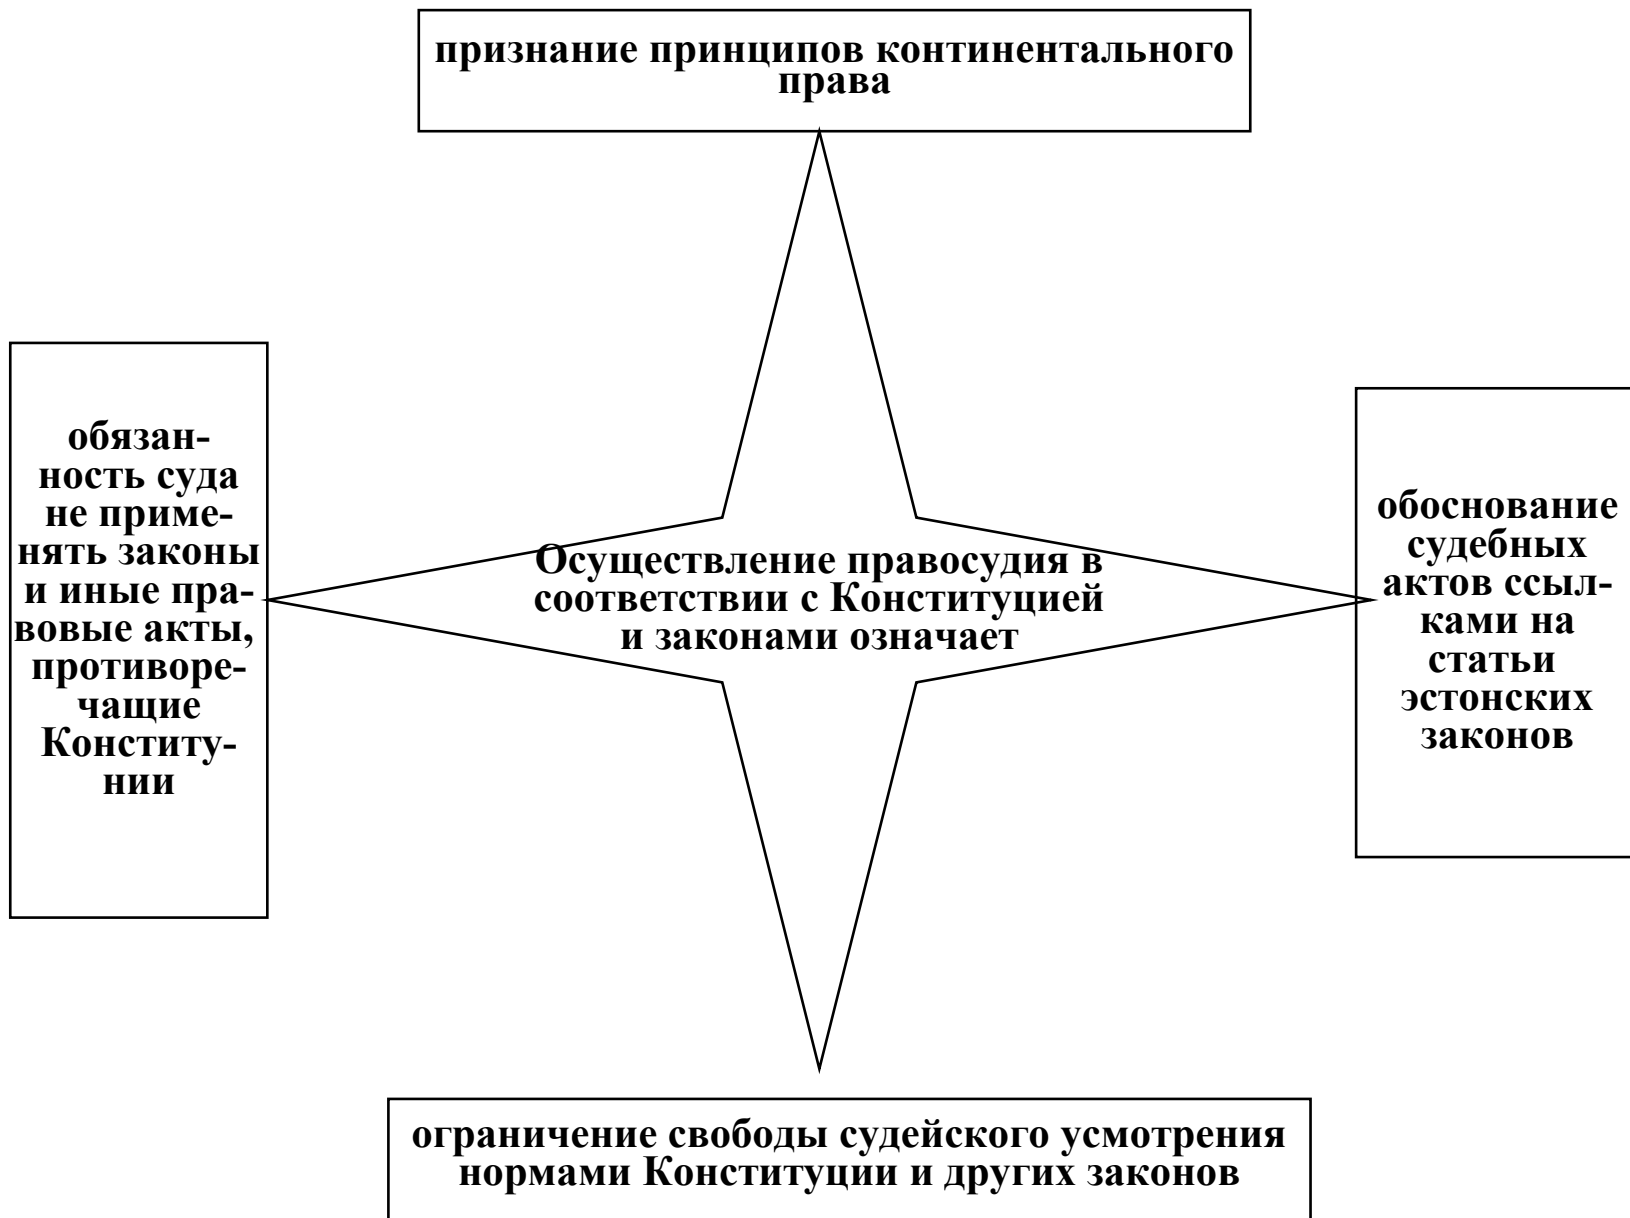 признание принципов континентального
права
обязан-
ность суда
не приме-
нять законы
и иные пра-
вовые акты,
противоре-
чащие
Конститу-
нии
Осуществление правосудия в
соответствии с Конституцией
и законами означает
обоснование
судебных
актов ссыл-
ками на
статьи
эстонских
законов
ограничение свободы судейского усмотрения
нормами Конституции и других законов